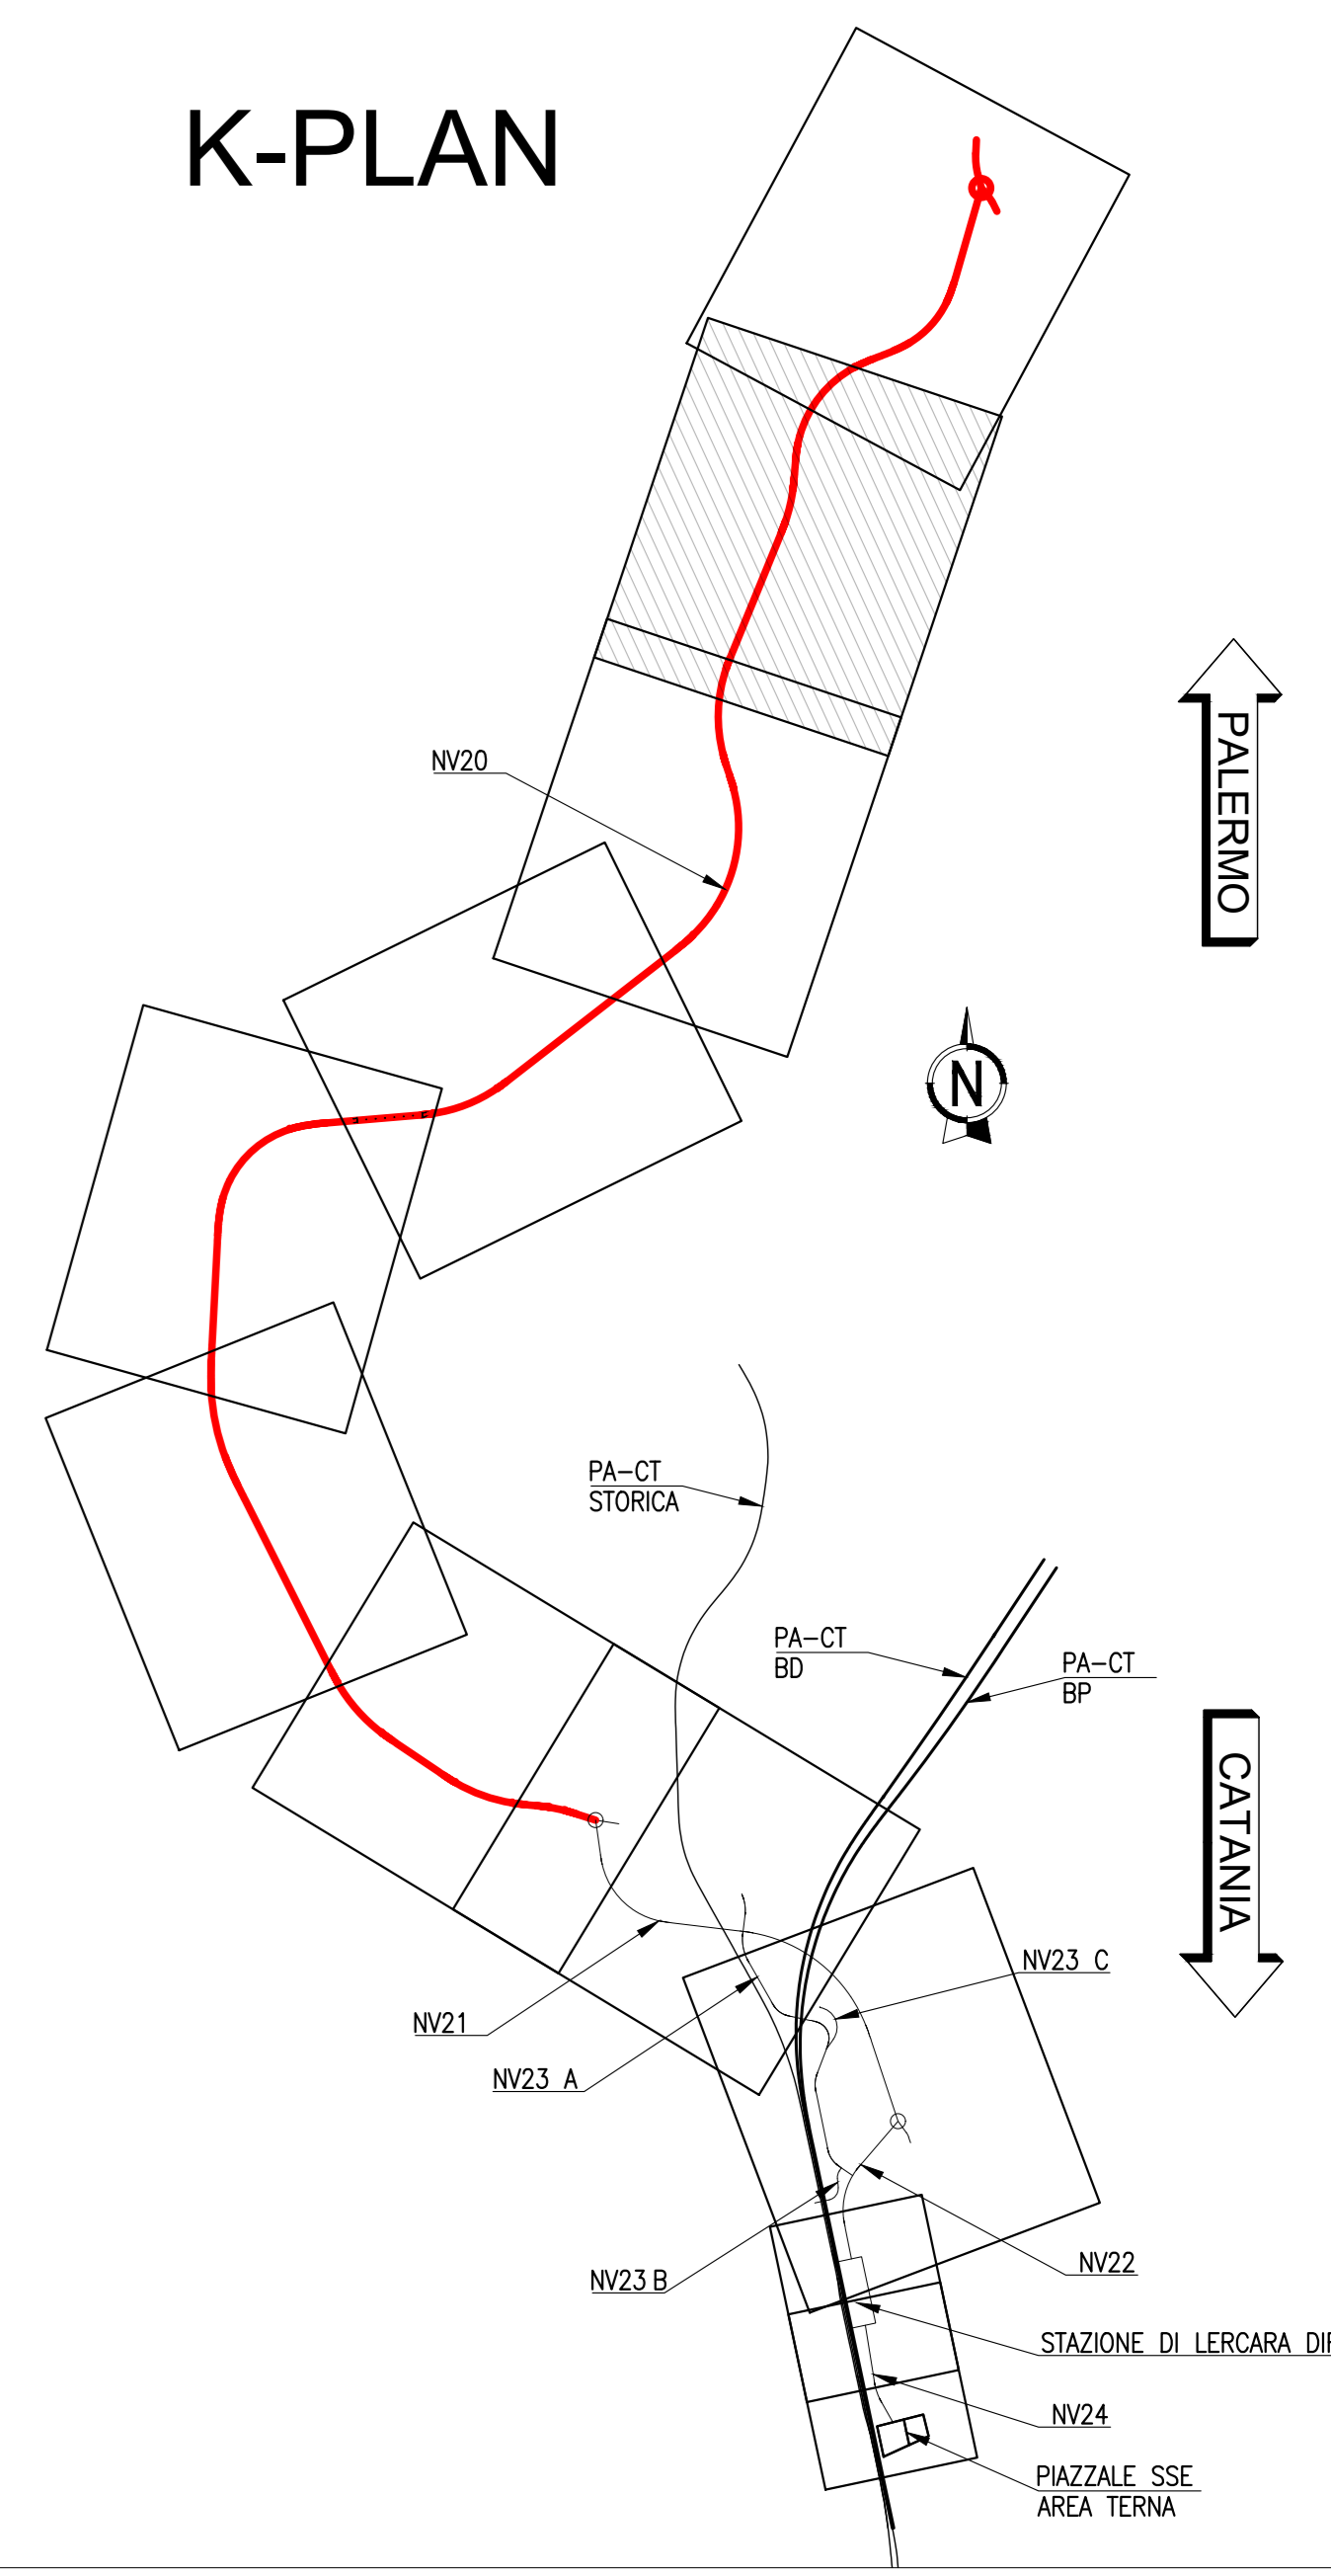 K-PLAN
NV20
PALERMO
N
PA-CT
STORICA
PA-CT
BD
PA-CT
BP
CATANIA
NV23 C
NV21
NV23 A
NV22
NV23 B
STAZIONE DI LERCARA
NV24
PIAZZALE SSE
AREA TERNA